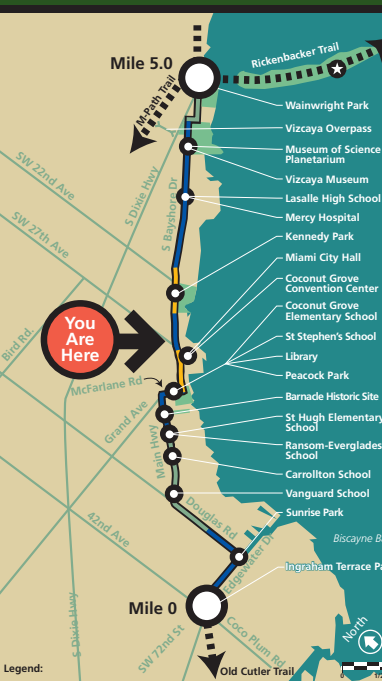 Mile 5.0
Rickenbacker Trail
M-Path Trail
Wainwright Park
Vizcaya Overpass
Museum of Science
Planetarium
Vizcaya Museum
Lasalle High School
Mercy Hospital
Kennedy Park
Miami City Hall
Coconut Grove
Convention Center
Coconut Grove
Elementary School
St Stephen's School
Library
Peacock Park
Barnade Historic Site
St Hugh Elementary
School
Ransom-Everglades
School
Carrollton School
Vanguard School
Sunrise Park
Biscayne
Ingraham Terrace
SW 22nd Ave
SW 27th Ave
S Dixie Hwy
S Bayshore Dr
Bird Rd.
You
Are
Here
McFarlane Rd
Grand Ave
Main Hwy
Douglas Rd
42nd Ave
Edgewater Dr
S Dixie Hwy
Mile 0
SW 72nd St
Coco Plum Rd
Old Cutler Trail
North
Legend:
0